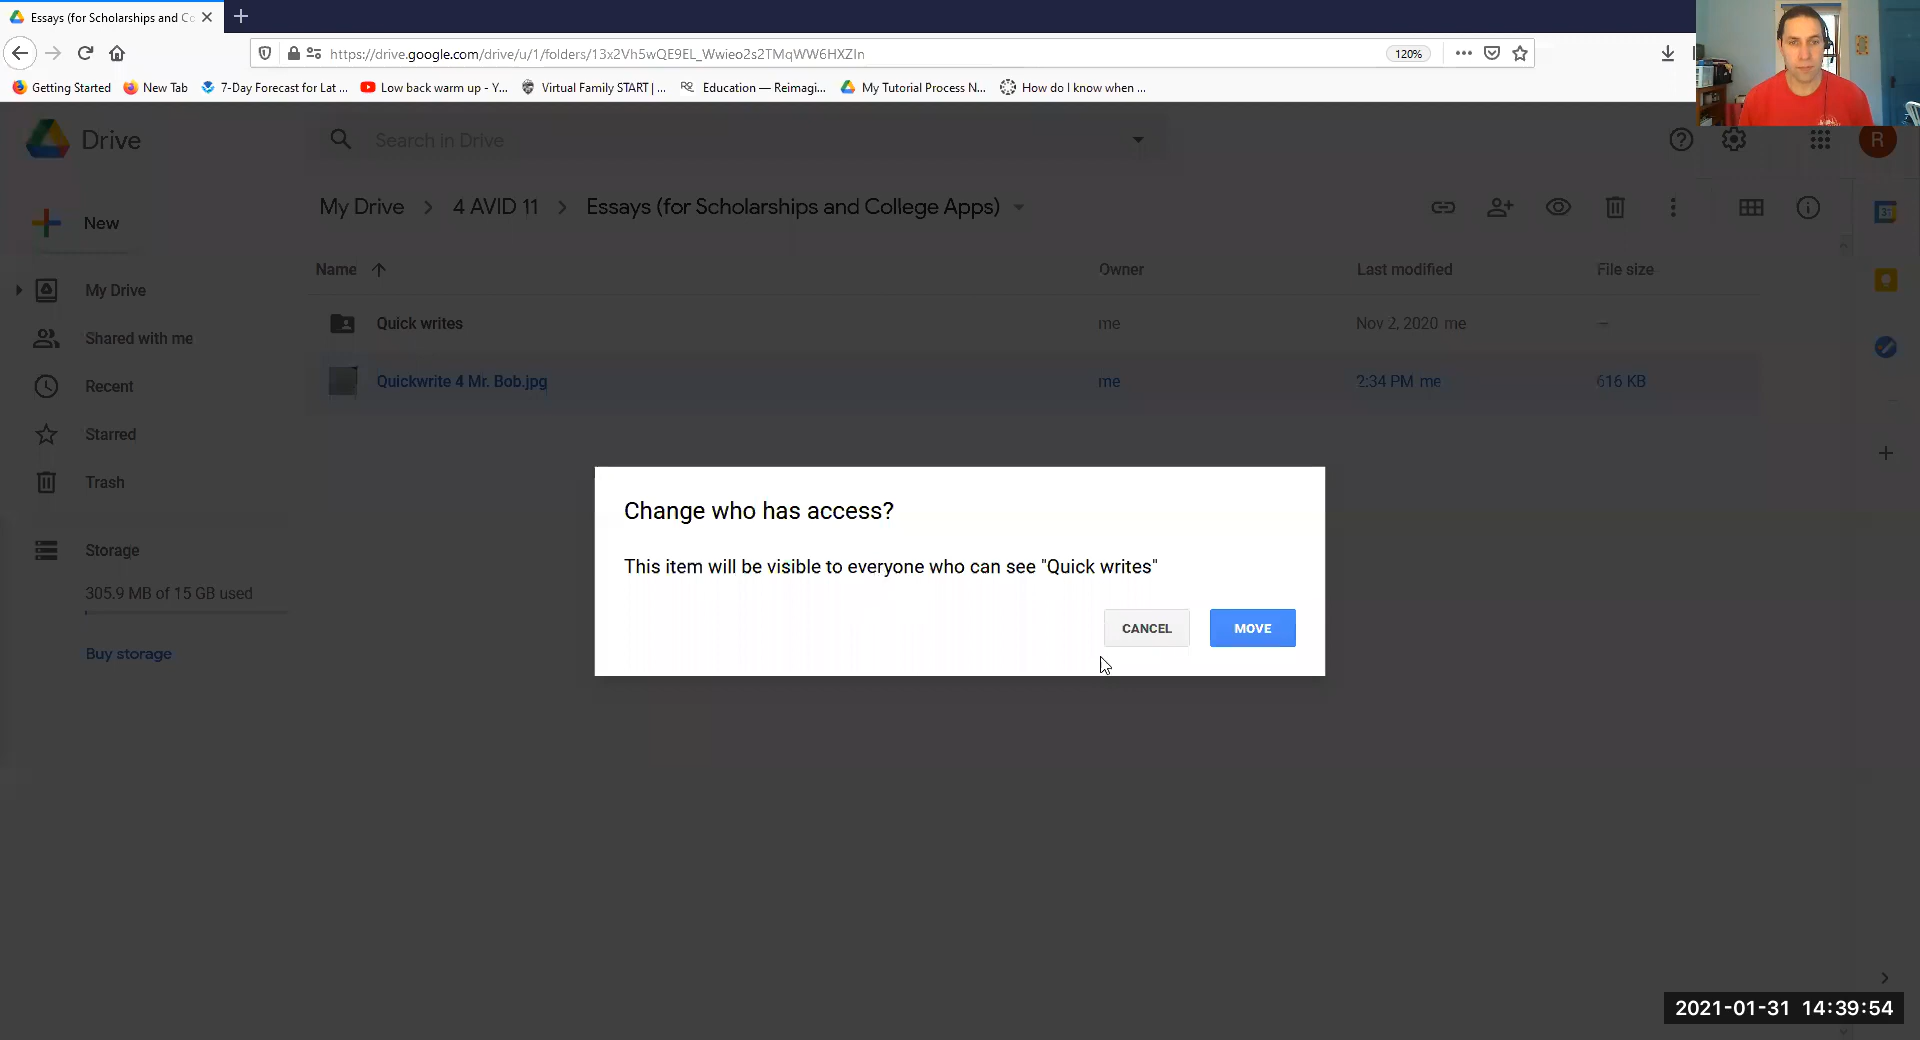 Essays (for Scholarships and Co
https://drive.google.com/drive/u/1/folders/13x2Vh5wQE9EL_Wwieo2s2TMqWW6HXZIn
120%
Getting Started
New Tab
7-Day Forecast for Lat ...
Low back warm up - Y...
Virtual Family START | ...
Education — Reimagi...
My Tutorial Process N...
How do I know when ...
Drive
Search in Drive
R
My Drive
4 AVID 11
Essays (for Scholarships and College Apps)
New
Name
Owner
Last modified
File size
My Drive
Quick writes
me
Nov 2, 2020 me
—
Shared with me
Quickwrite 4 Mr. Bob.jpg
me
2:34 PM me
616 KB
Recent
Starred
Trash
Change who has access?
This item will be visible to everyone who can see "Quick writes"
CANCEL
MOVE
Storage
305.9 MB of 15 GB used
Buy storage
31
2021-01-31 14:39:54